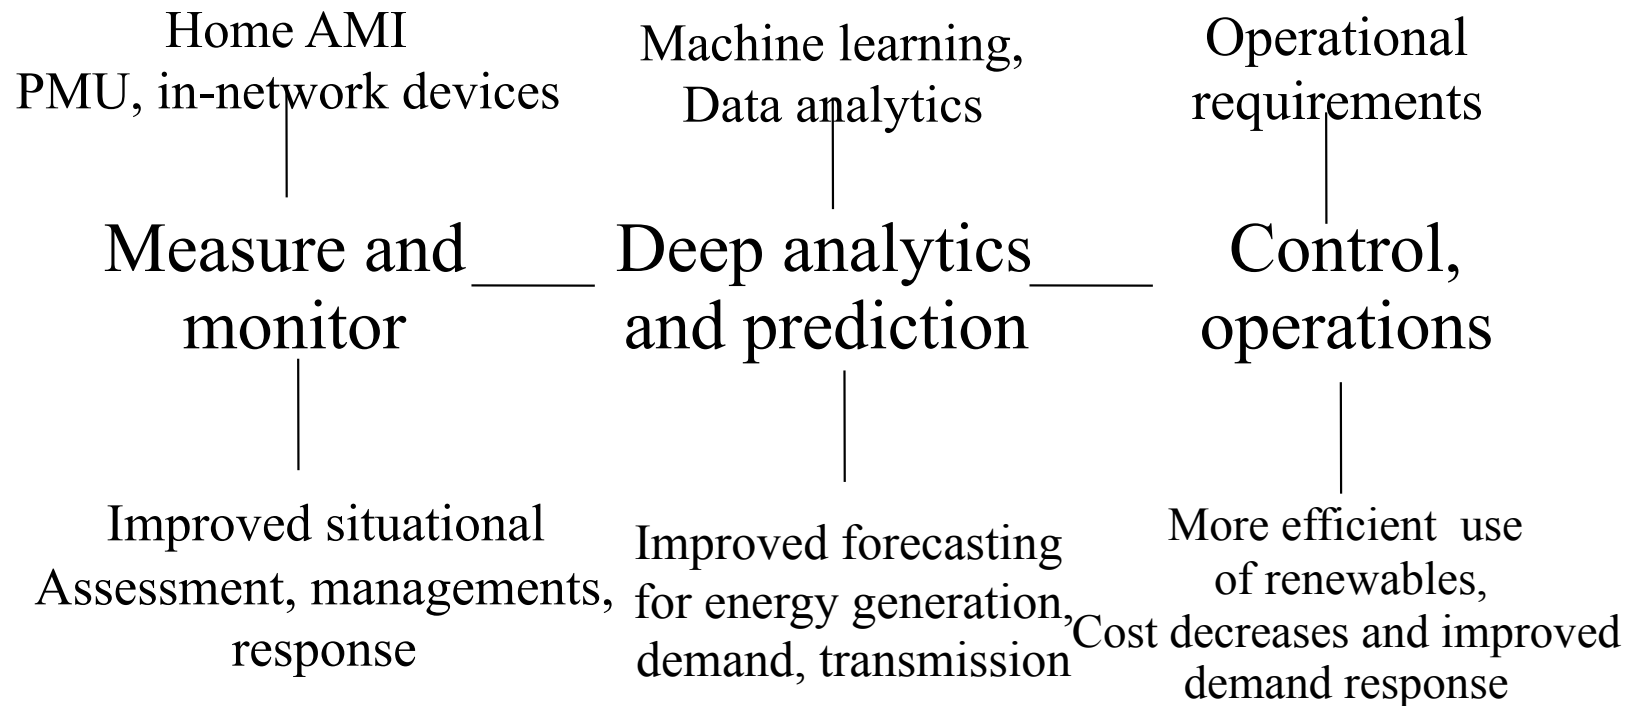 Home AMI
PMU, in-network devices
Machine learning,
Data analytics
Operational
requirements
Measure and
monitor
Deep analytics
and prediction
Control,
operations
Improved situational
Assessment, managements,
response
Improved forecasting
for energy generation,
demand, transmission
More efficient  use
of renewables,
Cost decreases and improved
demand response